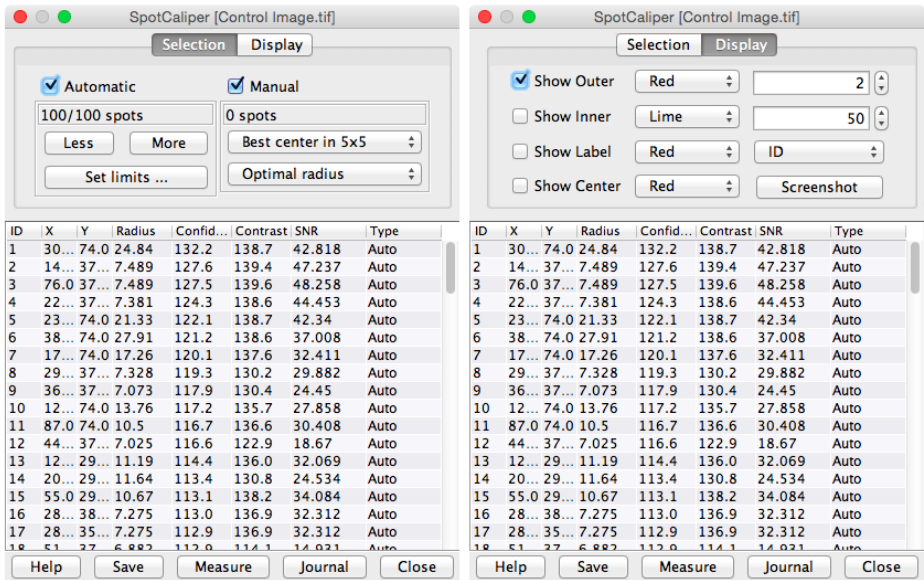 SpotCaliper [Control Image.tif]
Selection Display
Automatic Manual
100/100 spots 0 spots
Less More Best center in 5x5
Set limits ... Optimal radius
ID X Y Radius Confid... Contrast SNR Type
1 30... 74.0 24.84 132.2 138.7 42.818 Auto
2 14... 37... 7.489 127.6 139.4 47.237 Auto
3 76.0 37... 7.489 127.5 139.6 48.258 Auto
4 22... 37... 7.381 124.3 138.6 44.453 Auto
5 23... 74.0 21.33 122.1 138.7 42.34 Auto
6 38... 74.0 27.91 121.2 138.6 37.008 Auto
7 17... 74.0 17.26 120.1 137.6 32.411 Auto
8 29... 37... 7.328 119.3 130.2 29.882 Auto
9 36... 37... 7.073 117.9 130.4 24.45 Auto
10 12... 74.0 13.76 117.2 135.7 27.858 Auto
11 87.0 74.0 10.5 116.7 136.6 30.408 Auto
12 44... 37... 7.025 116.6 122.9 18.67 Auto
13 12... 29... 11.19 114.4 136.0 32.069 Auto
14 20... 29... 11.64 113.4 130.8 24.534 Auto
15 55.0 29... 10.67 113.1 138.2 34.084 Auto
16 28... 38... 7.275 113.0 136.9 32.312 Auto
17 28... 35... 7.275 112.9 136.9 32.312 Auto
18 51 37 6.882 112.9 114.1 14.931 Auto
Help Save Measure Journal Close
SpotCaliper [Control Image.tif]
Selection Display
Show Outer Red 2
Show Inner Lime 50
Show Label Red ID
Show Center Red Screenshot
ID X Y Radius Confid... Contrast SNR Type
1 30... 74.0 24.84 132.2 138.7 42.818 Auto
2 14... 37... 7.489 127.6 139.4 47.237 Auto
3 76.0 37... 7.489 127.5 139.6 48.258 Auto
4 22... 37... 7.381 124.3 138.6 44.453 Auto
5 23... 74.0 21.33 122.1 138.7 42.34 Auto
6 38... 74.0 27.91 121.2 138.6 37.008 Auto
7 17... 74.0 17.26 120.1 137.6 32.411 Auto
8 29... 37... 7.328 119.3 130.2 29.882 Auto
9 36... 37... 7.073 117.9 130.4 24.45 Auto
10 12... 74.0 13.76 117.2 135.7 27.858 Auto
11 87.0 74.0 10.5 116.7 136.6 30.408 Auto
12 44... 37... 7.025 116.6 122.9 18.67 Auto
13 12... 29... 11.19 114.4 136.0 32.069 Auto
14 20... 29... 11.64 113.4 130.8 24.534 Auto
15 55.0 29... 10.67 113.1 138.2 34.084 Auto
16 28... 38... 7.275 113.0 136.9 32.312 Auto
17 28... 35... 7.275 112.9 136.9 32.312 Auto
18 51 37 6.882 112.9 114.1 14.931 Auto
Help Save Measure Journal Close